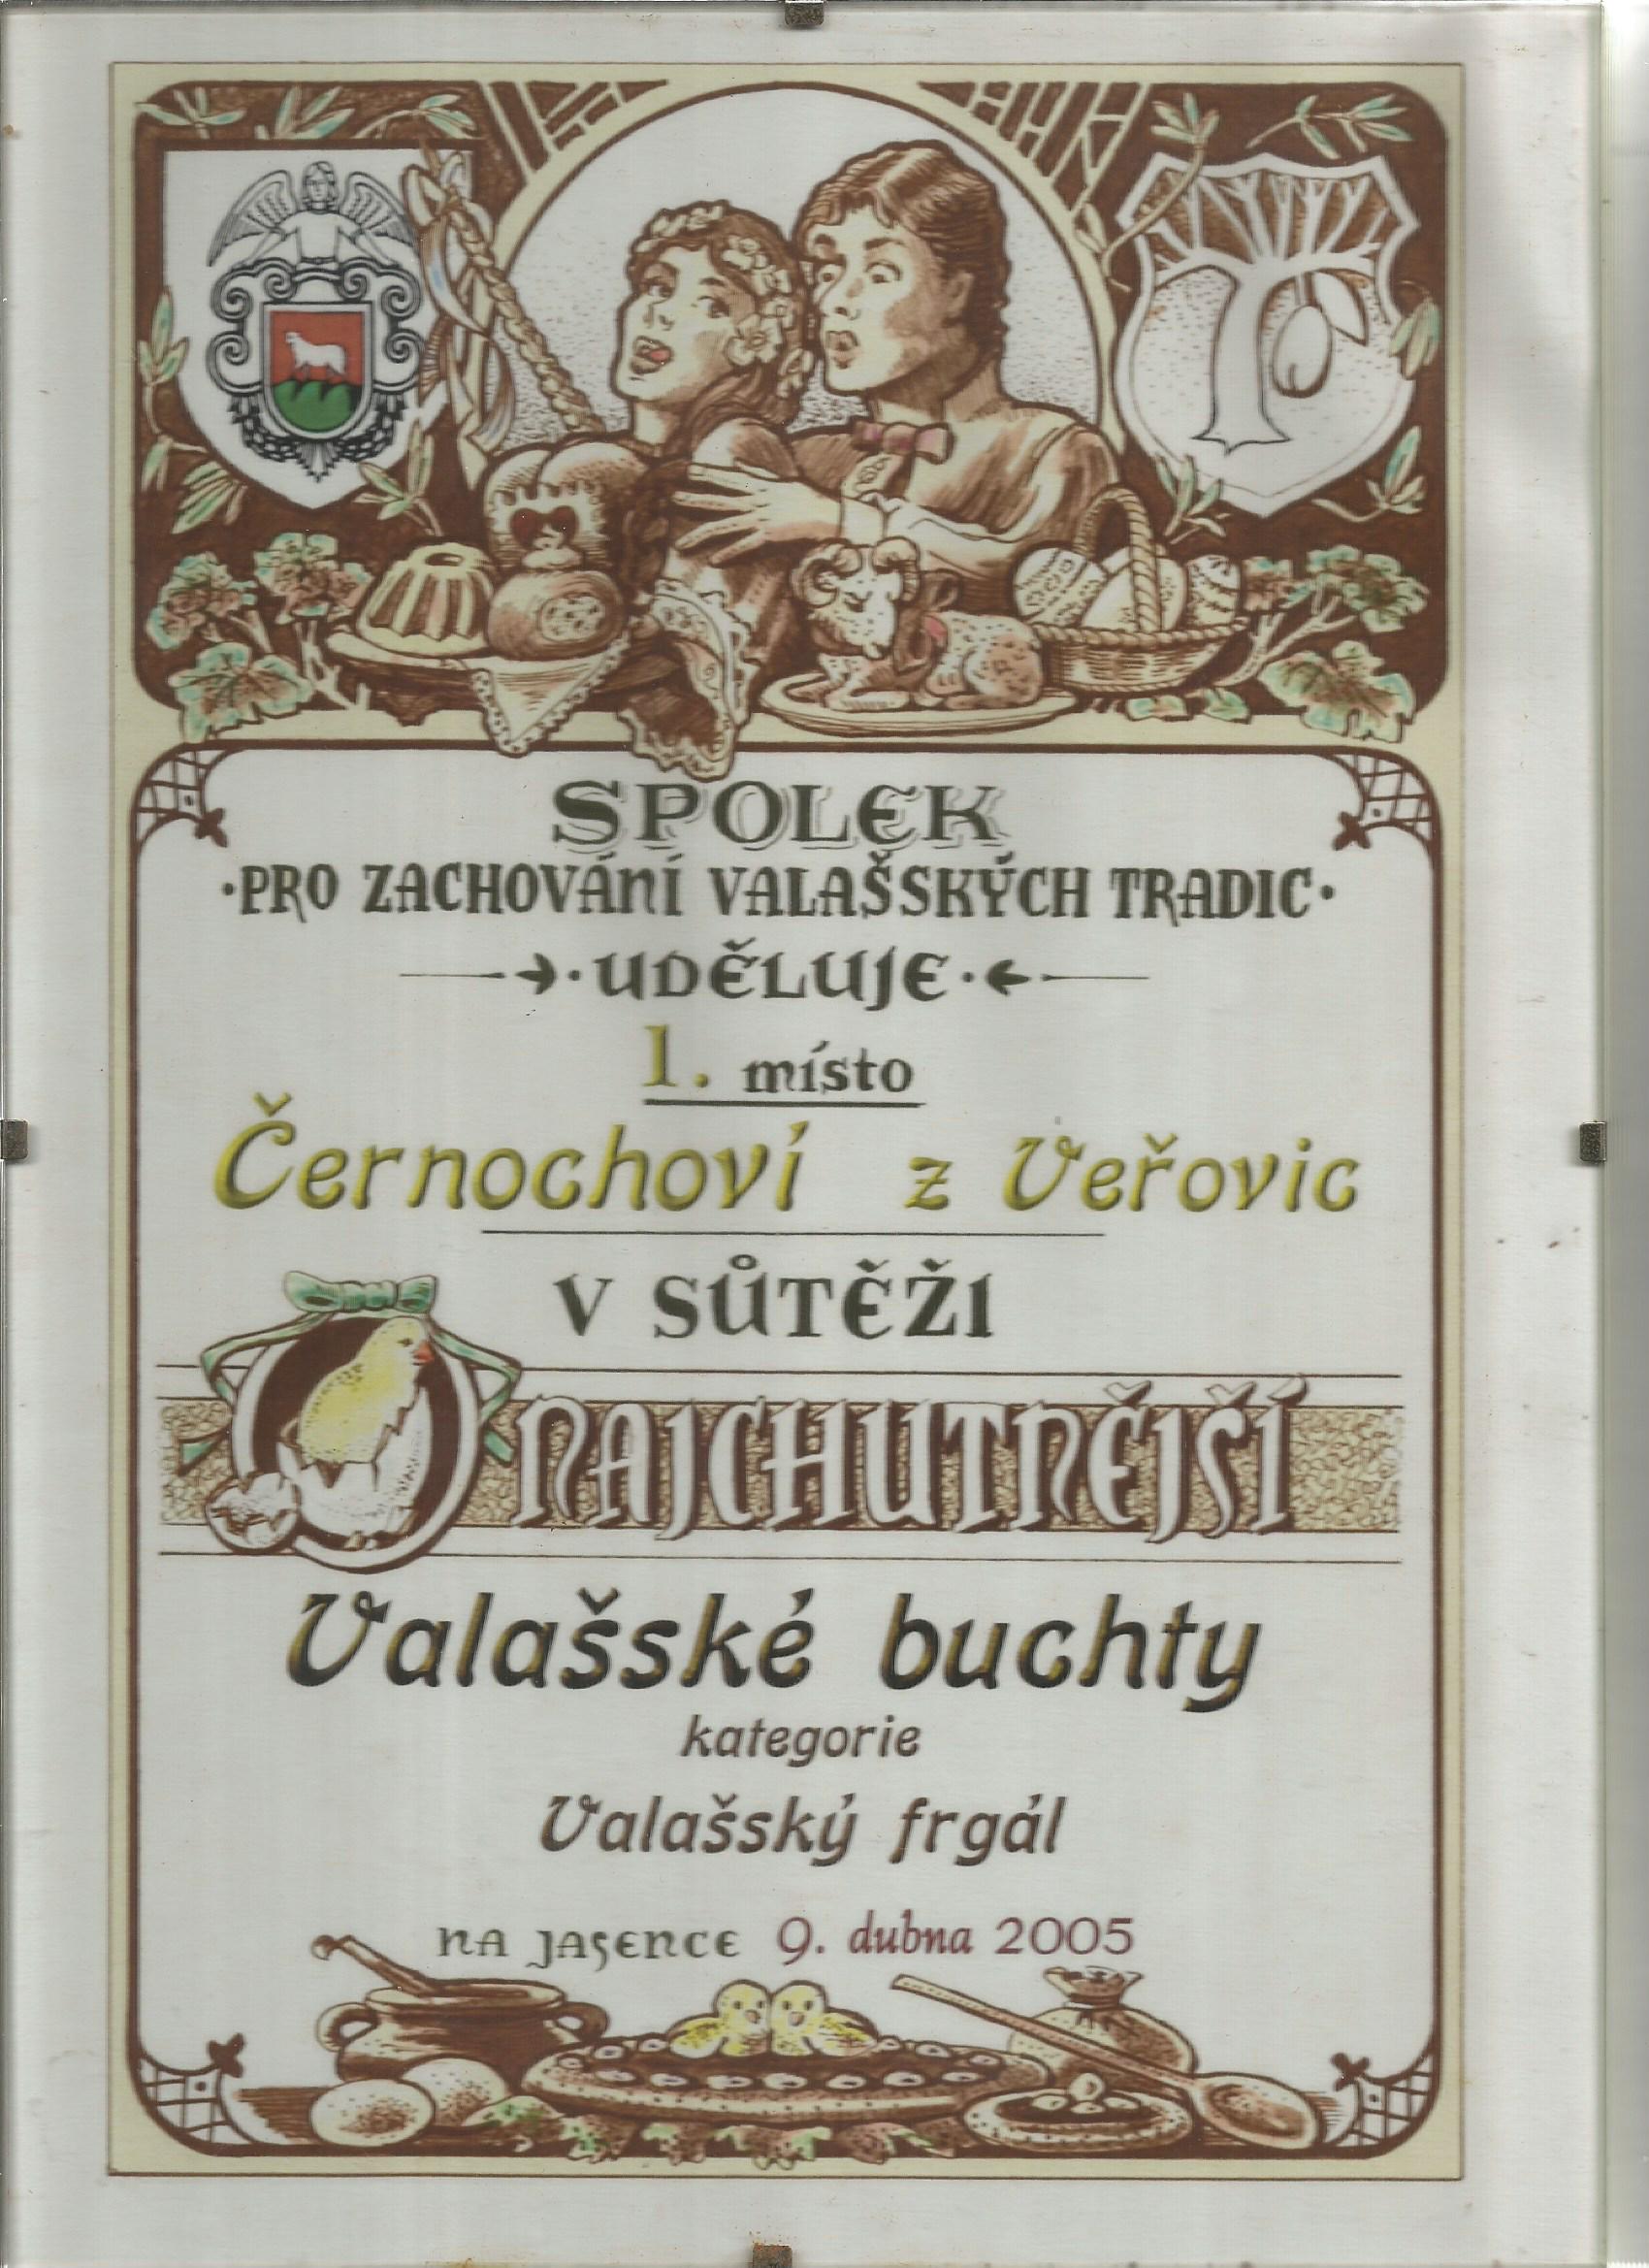 SPOLEK
·PRO ZACHOVÁNÍ VALAŠSKÝCH TRADIC·
·UDĚLUJE·
1. místo
Černochoví z Veřovic
V SŮTĚŽI
NAJCHUTNĚJŠÍ
Valašské buchty
kategorie
Valašský frgál
NA JASENCE 9. dubna 2005